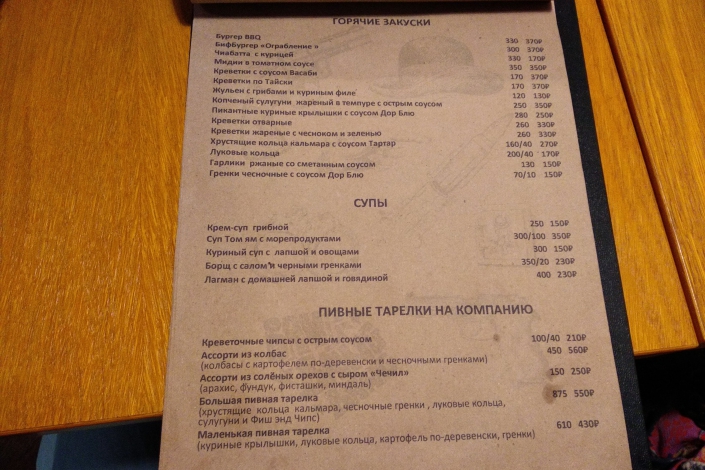 ГОРЯЧИЕ ЗАКУСКИ
Бургер BBQ 330 370₽
БифБургер «Ограбление » 300 370₽
Чиабатта с курицей 330 170₽
Мидии в томатном соусе 350 350₽
Креветки с соусом Васаби 170 370₽
Креветки по Тайски 170 370₽
Жульен с грибами и куриным филе 120 130₽
Копченый сулугуни жареный в темпуре с острым соусом 250 350₽
Пикантные куриные крылышки с соусом Дор Блю 280 250₽
Креветки отварные 260 330₽
Креветки жареные с чесноком и зеленью 260 330₽
Хрустящие кольца кальмара с соусом Тартар 160/40 270₽
Луковые кольца 200/40 170₽
Гарлики ржаные со сметанным соусом 130 150₽
Гренки чесночные с соусом Дор Блю 70/10 150₽
СУПЫ
Крем-суп грибной 250 150₽
Суп Том ям с морепродуктами 300/100 350₽
Куриный суп с лапшой и овощами 300 150₽
Борщ с салом и черными гренками 350/20 230₽
Лагман с домашней лапшой и говядиной 400 230₽
ПИВНЫЕ ТАРЕЛКИ НА КОМПАНИЮ
Креветочные чипсы с острым соусом 100/40 210₽
Ассорти из колбас 450 560₽
(колбасы с картофелем по-деревенски и чесночными гренками)
Ассорти из солёных орехов с сыром «Чечил» 150 250₽
(арахис, фундук, фисташки, миндаль)
Большая пивная тарелка 875 550₽
(хрустящие кольца кальмара, чесночные гренки , луковые кольца,
сулугуни и Фиш энд Чипс)
Маленькая пивная тарелка 610 430₽
(куриные крылышки, луковые кольца, картофель по-деревенски, гренки)